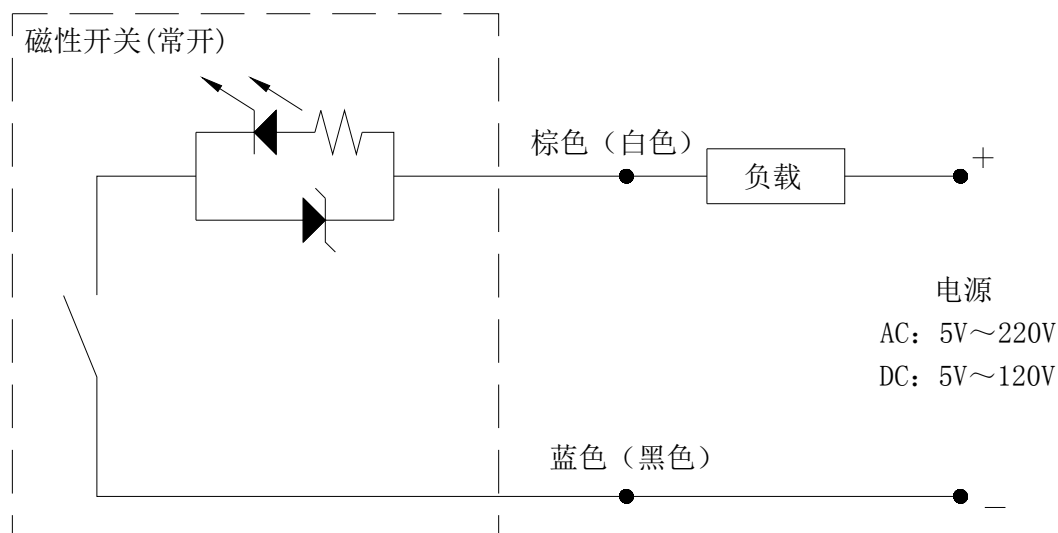 磁性开关(常开)
棕色（白色）
负载
+
电源
AC: 5V～220V
DC: 5V～120V
蓝色（黑色）
—